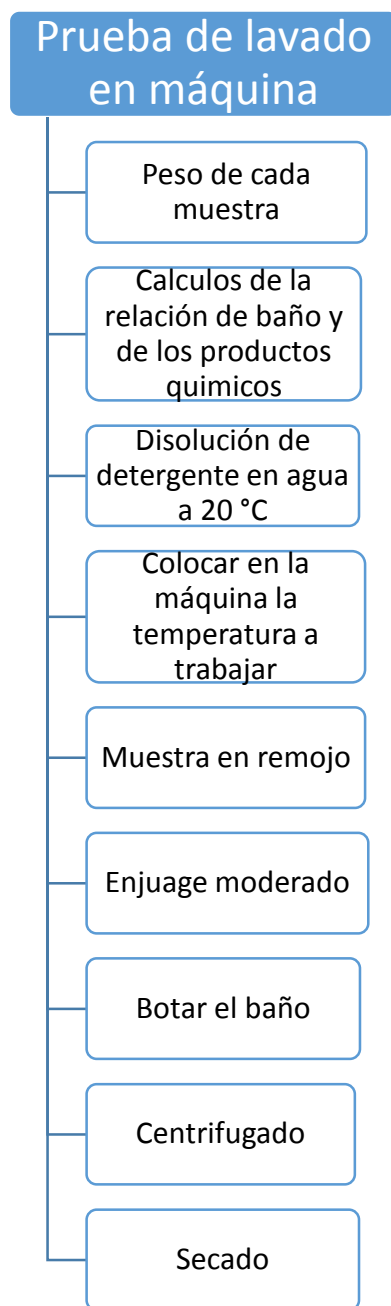 Prueba de lavado
en máquina
Peso de cada
muestra
Calculos de la
relación de baño y
de los productos
quimicos
Disolución de
detergente en agua
a 20 °C
Colocar en la
máquina la
temperatura a
trabajar
Muestra en remojo
Enjuage moderado
Botar el baño
Centrifugado
Secado